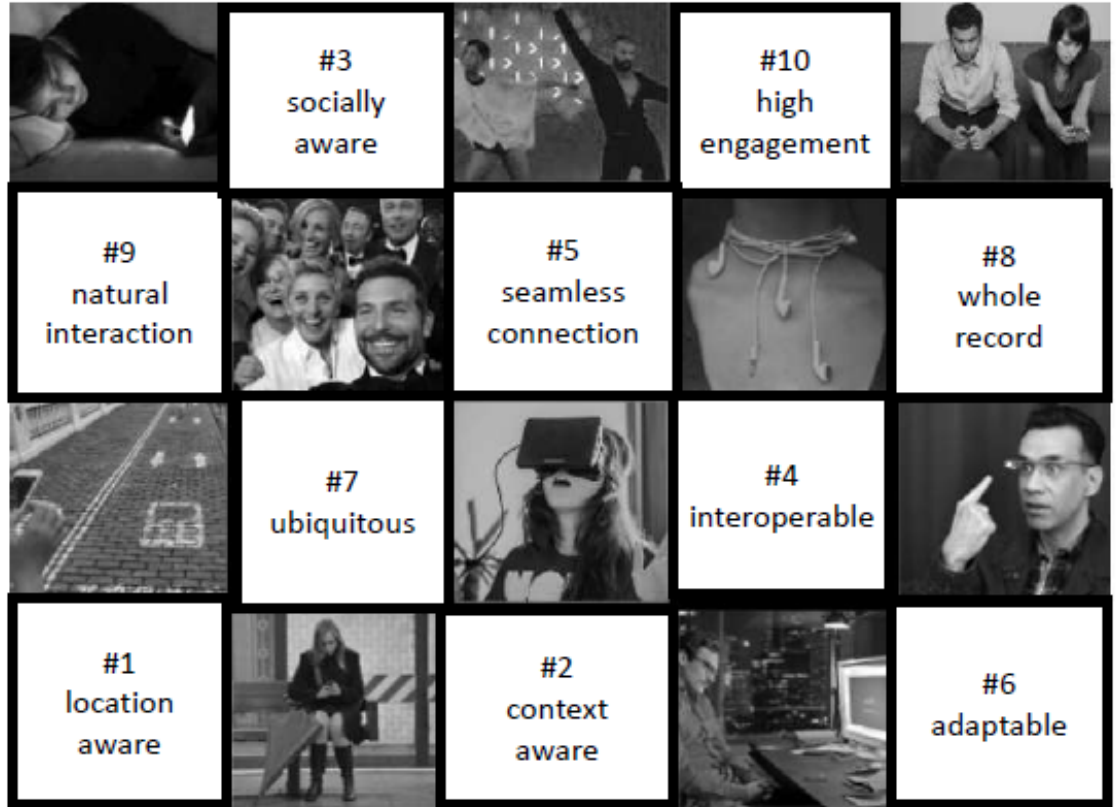 #3
socially
aware
#10
high
engagement
#9
natural
interaction
#5
seamless
connection
#8
whole
record
#7
ubiquitous
#4
interoperable
#1
location
aware
#2
context
aware
#6
adaptable